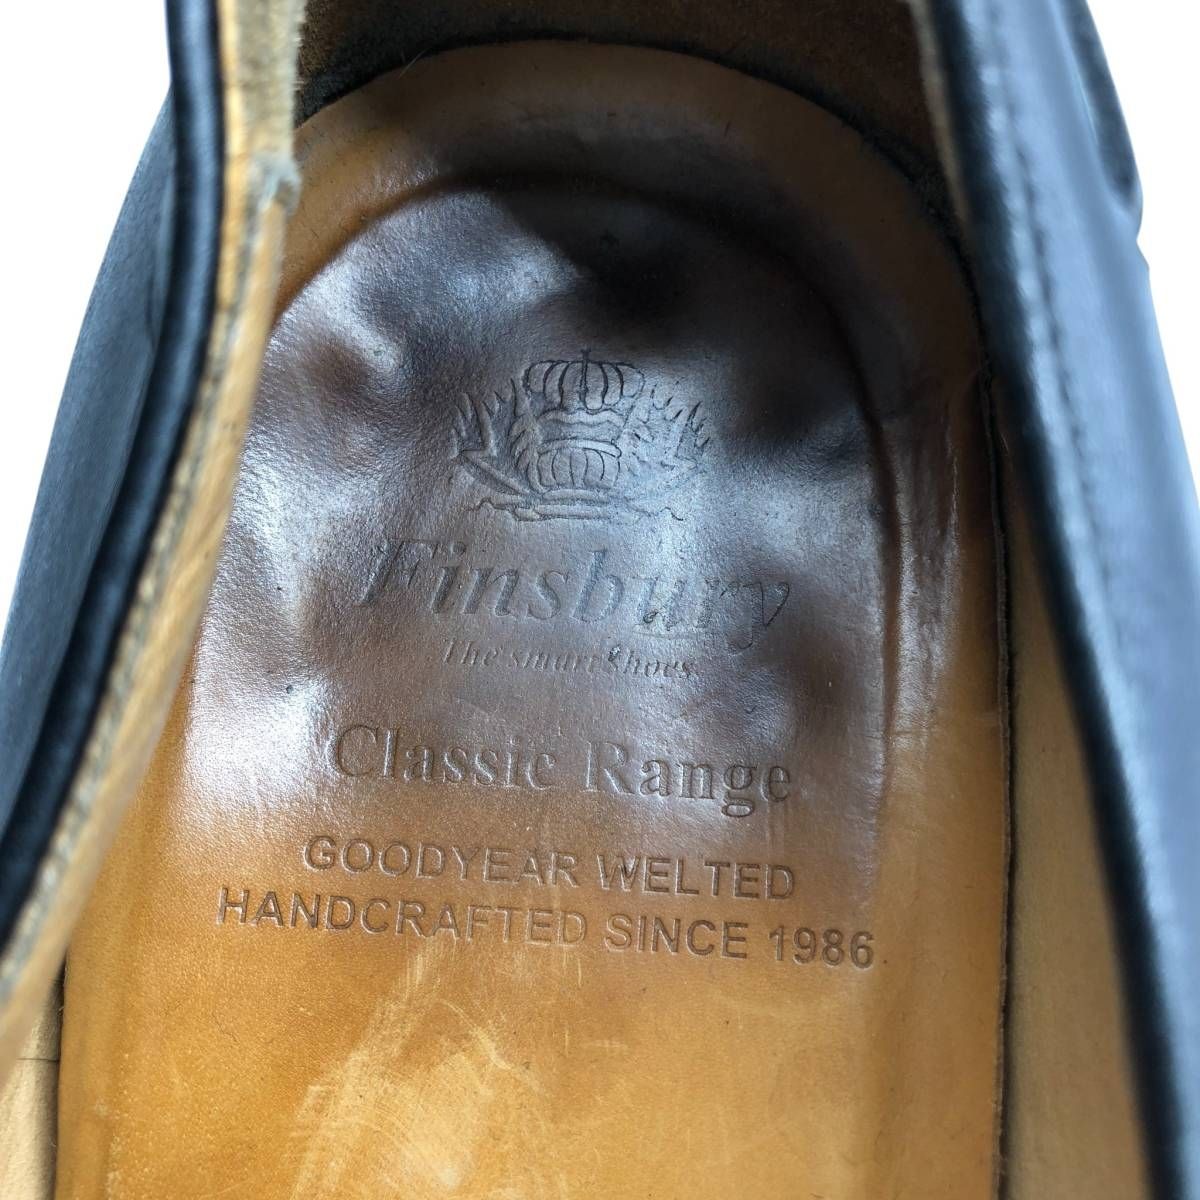 Finsbury
The smart shoes.
Classic Range
GOODYEAR WELTED
HANDCRAFTED SINCE 1986